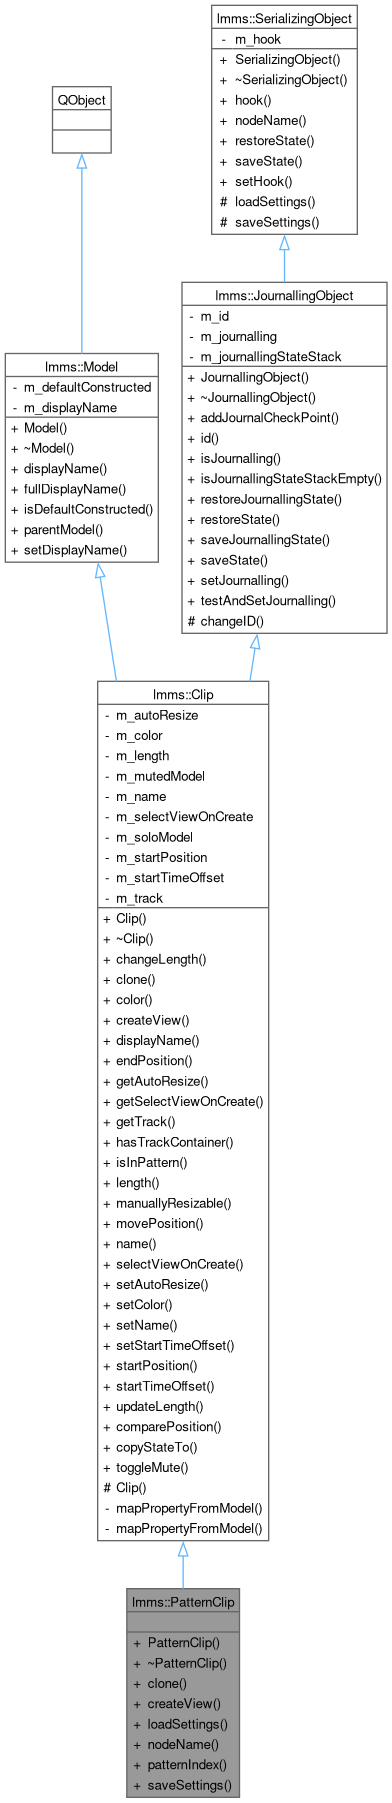 lmms::SerializingObject
- m_hook
+ SerializingObject()
+ ~SerializingObject()
+ hook()
+ nodeName()
+ restoreState()
+ saveState()
+ setHook()
# loadSettings()
# saveSettings()
QObject
lmms::JournallingObject
- m_id
- m_journalling
- m_journallingStateStack
+ JournallingObject()
+ ~JournallingObject()
+ addJournalCheckPoint()
+ id()
+ isJournalling()
+ isJournallingStateStackEmpty()
+ restoreJournallingState()
+ restoreState()
+ saveJournallingState()
+ saveState()
+ setJournalling()
+ testAndSetJournalling()
# changeID()
lmms::Model
- m_defaultConstructed
- m_displayName
+ Model()
+ ~Model()
+ displayName()
+ fullDisplayName()
+ isDefaultConstructed()
+ parentModel()
+ setDisplayName()
lmms::Clip
- m_autoResize
- m_color
- m_length
- m_mutedModel
- m_name
- m_selectViewOnCreate
- m_soloModel
- m_startPosition
- m_startTimeOffset
- m_track
+ Clip()
+ ~Clip()
+ changeLength()
+ clone()
+ color()
+ createView()
+ displayName()
+ endPosition()
+ getAutoResize()
+ getSelectViewOnCreate()
+ getTrack()
+ hasTrackContainer()
+ isInPattern()
+ length()
+ manuallyResizable()
+ movePosition()
+ name()
+ selectViewOnCreate()
+ setAutoResize()
+ setColor()
+ setName()
+ setStartTimeOffset()
+ startPosition()
+ startTimeOffset()
+ updateLength()
+ comparePosition()
+ copyStateTo()
+ toggleMute()
# Clip()
- mapPropertyFromModel()
- mapPropertyFromModel()
lmms::PatternClip
+ PatternClip()
+ ~PatternClip()
+ clone()
+ createView()
+ loadSettings()
+ nodeName()
+ patternIndex()
+ saveSettings()